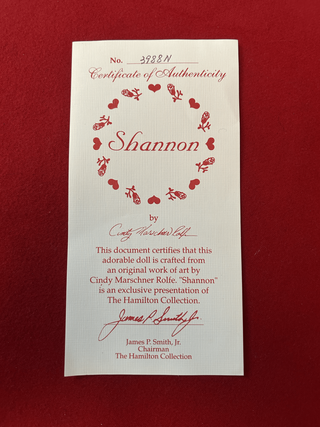 No. 3988N
Certificate of Authenticity
Shannon
by
Cindy Marschner Rolfe
This document certifies that this
adorable doll is crafted from
an original work of art by
Cindy Marschner Rolfe. "Shannon"
is an exclusive presentation of
The Hamilton Collection.
James P. Smith, Jr.
James P. Smith, Jr.
Chairman
The Hamilton Collection